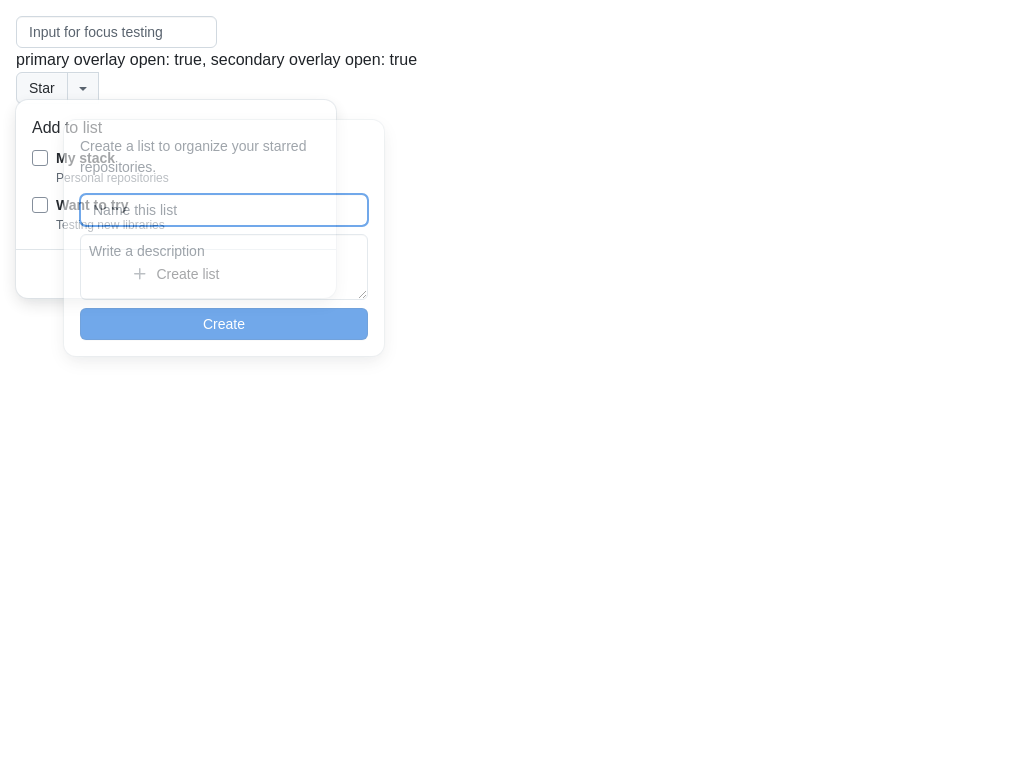 Input for focus testing
primary overlay open: true, secondary overlay open: true
Star
Add to list
Create a list to organize your starred
repositories.
My stack
Personal repositories
Want to try
Name this list
Testing new libraries
Write a description
Create list
Create